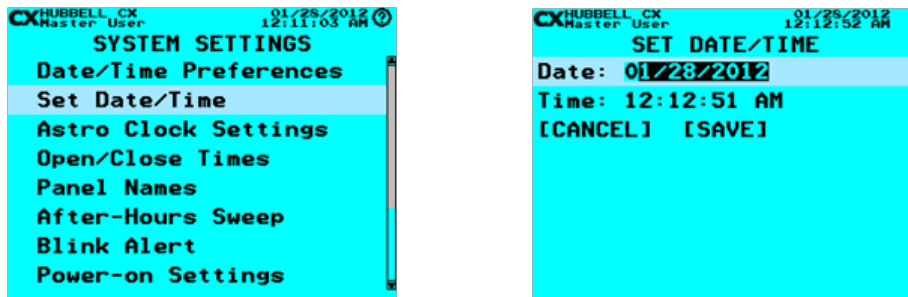 CX HUBBELL CX 01/28/2012 ?
Master User 12:11:03 AM
SYSTEM SETTINGS
Date/Time Preferences
Set Date/Time
Astro Clock Settings
Open/Close Times
Panel Names
After-Hours Sweep
Blink Alert
Power-on Settings
CX HUBBELL CX 01/28/2012
Master User 12:12:52 AM
SET DATE/TIME
Date: 01/28/2012
Time: 12:12:51 AM
[CANCEL] [SAVE]